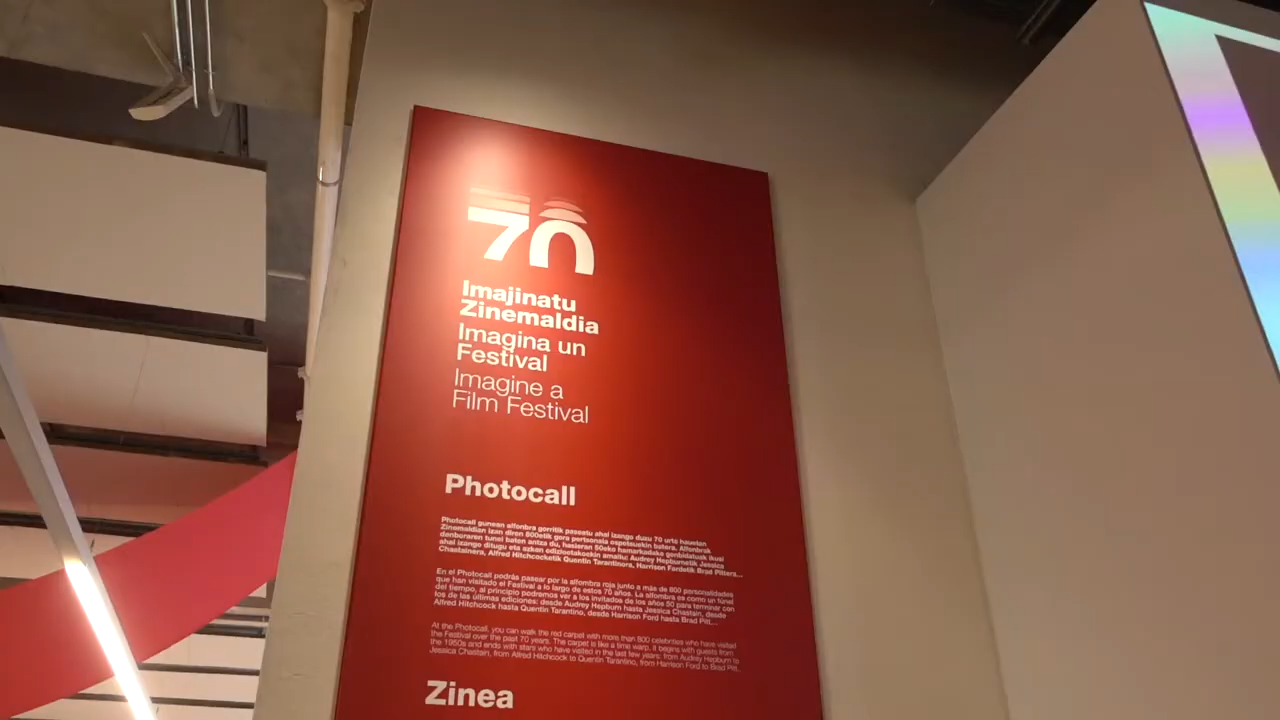 70
Imajinatu
Zinemaldia
Imagina un
Festival
Imagine a
Film Festival
Photocall
Photocall gunean alfonbra gorritik paseatu ahal izango duzu 70 urte hauetan
Zinemaldian izan diren 800etik gora pertsonaia ospetsuekin batera. Alfonbrak
denboraren tunel baten antza du, hasieran 50eko hamarkadako gonbidatuak ikusi
ahal izango ditugu eta azken edizioetakoekin amaitu: Audrey Hepburnetik Jessica
Chastainera, Alfred Hitchcocketik Quentin Tarantinora, Harrison Fordetik Brad Pittera...
En el Photocall podrás pasear por la alfombra roja junto a más de 800 personalidades
que han visitado el Festival a lo largo de estos 70 años. La alfombra es como un túnel
del tiempo, al principio podremos ver a los invitados de los años 50 para terminar con
los de las últimas ediciones: desde Audrey Hepburn hasta Jessica Chastain, desde
Alfred Hitchcock hasta Quentin Tarantino, desde Harrison Ford hasta Brad Pitt...
At the Photocall, you can walk the red carpet with more than 800 celebrities who have visited
the Festival over the past 70 years. The carpet is like a time warp. It begins with guests from
the 1950s and ends with stars who have visited in the last few years: from Audrey Hepburn to
Jessica Chastain, from Alfred Hitchcock to Quentin Tarantino, from Harrison Ford to Brad Pitt...
Zinea